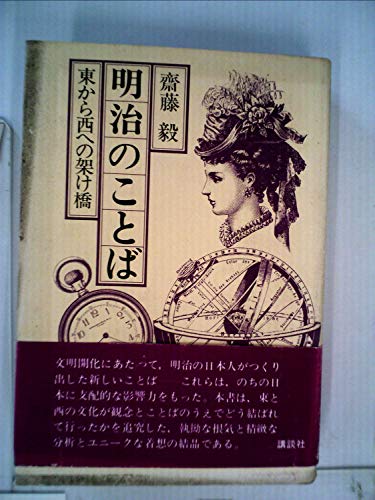 齋藤 毅
明治のことば
東から西への架け橋
文明開化にあたって，明治の日本人がつくり
出した新しいことば——これらは，のちの日
本に支配的な影響力をもった。本書は，東と
西の文化が観念とことばのうえでどう結ばれ
て行ったかを追究した，執拗な根気と精緻な
分析とユニークな着想の結晶である。
講談社